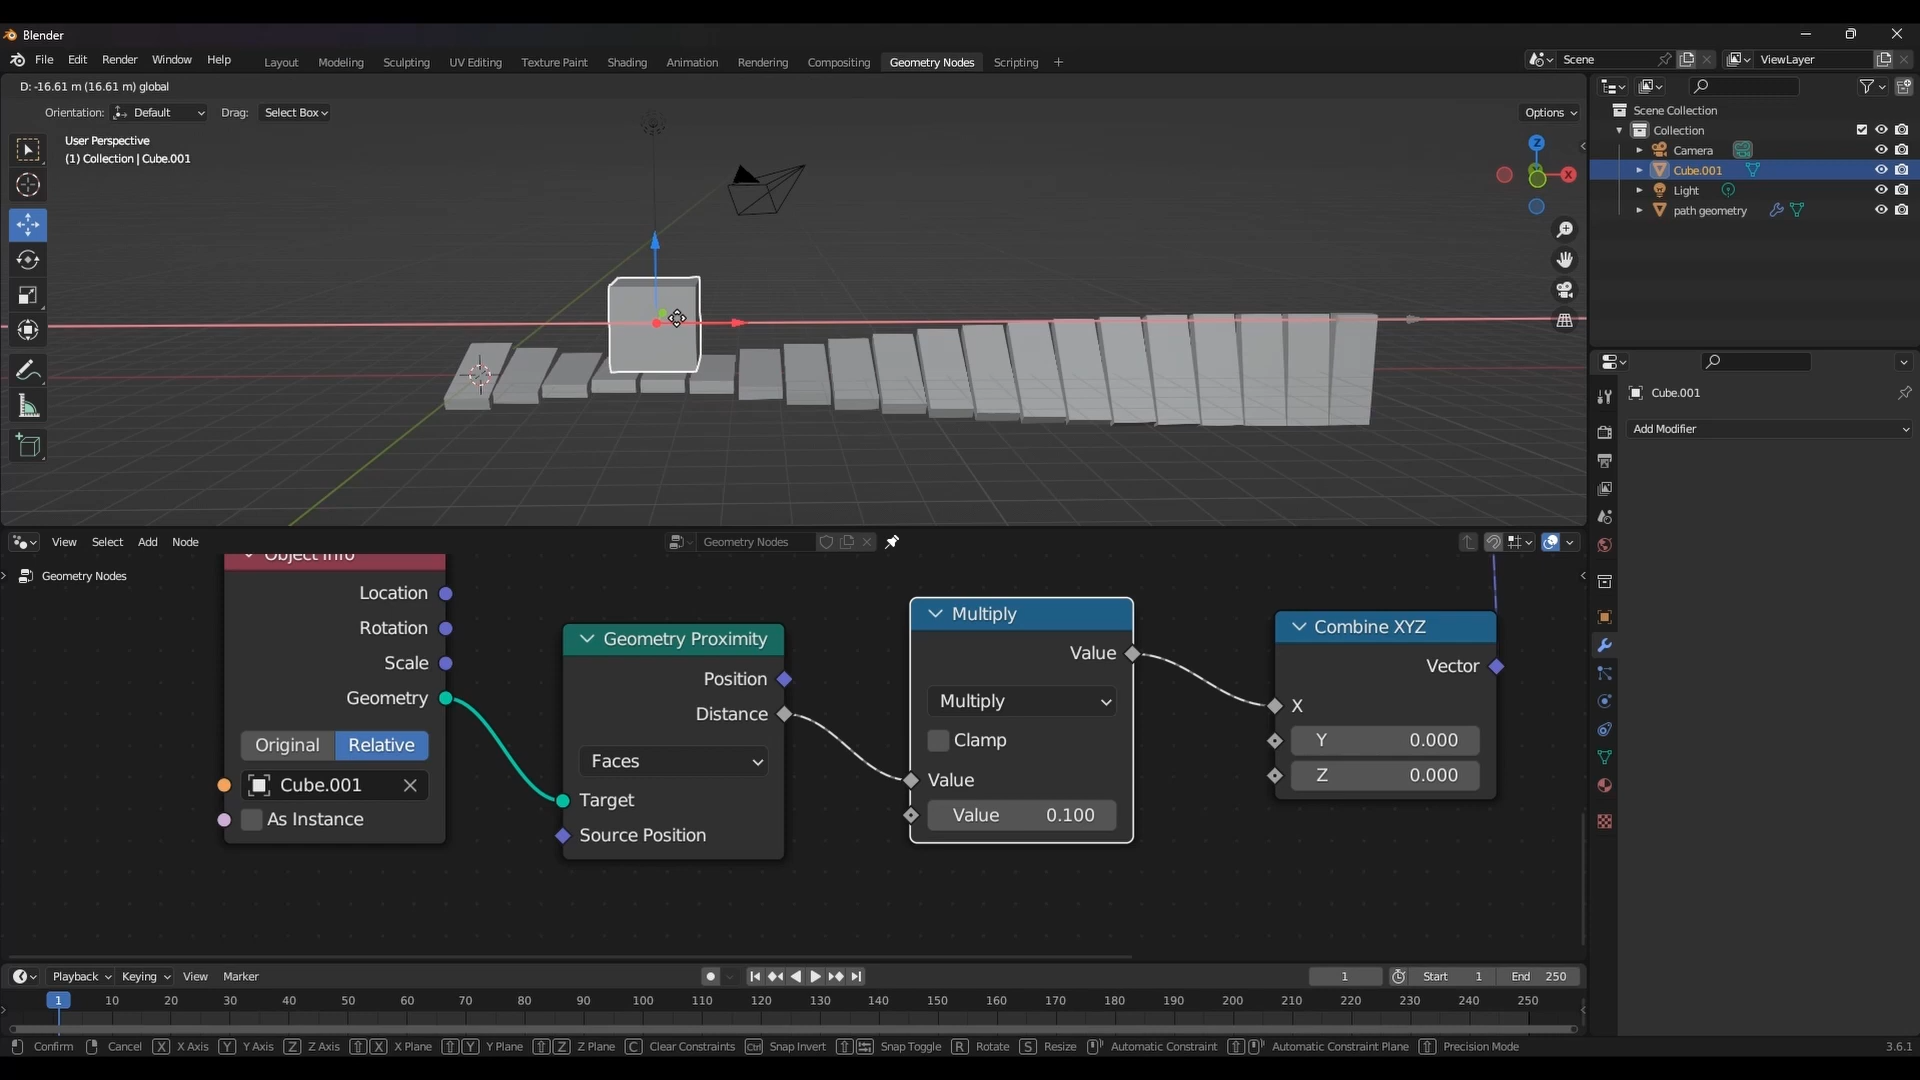 Blender
File Edit Render Window Help Layout Modeling Sculpting UV Editing Texture Paint Shading Animation Rendering Compositing Geometry Nodes Scripting + Scene ViewLayer
D: -16.61 m (16.61 m) global
Orientation: Default Drag: Select Box Options
User Perspective
(1) Collection | Cube.001
Z
X
Scene Collection
Collection
Camera
Cube.001
Light
path geometry
Cube.001
Add Modifier
View Select Add Node Geometry Nodes
Geometry Nodes
Object Info
Location
Rotation
Scale
Geometry
Original Relative
Cube.001
As Instance
Geometry Proximity
Position
Distance
Faces
Target
Source Position
Multiply
Value
Multiply
Clamp
Value
Value 0.100
Combine XYZ
Vector
X
Y 0.000
Z 0.000
Playback Keying View Marker 1 Start 1 End 250
1 10 20 30 40 50 60 70 80 90 100 110 120 130 140 150 160 170 180 190 200 210 220 230 240 250
Confirm Cancel X X Axis Y Y Axis Z Z Axis X X Plane Y Y Plane Z Z Plane C Clear Constraints Ctrl Snap Invert Snap Toggle R Rotate S Resize Automatic Constraint Automatic Constraint Plane Precision Mode 3.6.1